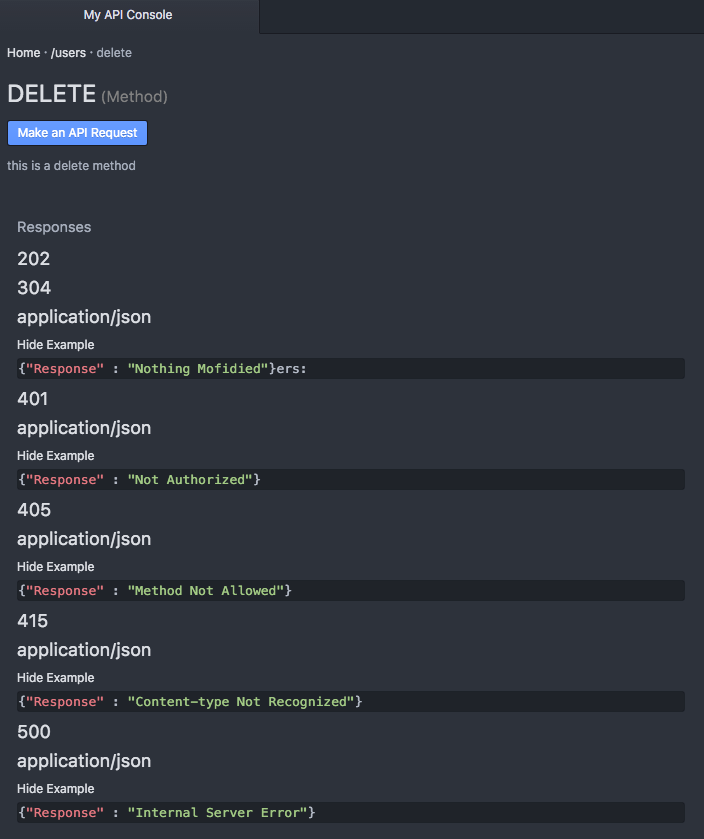 My API Console
Home · /users · delete
DELETE (Method)
Make an API Request
this is a delete method
Responses
202
304
application/json
Hide Example
{"Response" : "Nothing Mofidied"}ers:
401
application/json
Hide Example
{"Response" : "Not Authorized"}
405
application/json
Hide Example
{"Response" : "Method Not Allowed"}
415
application/json
Hide Example
{"Response" : "Content-type Not Recognized"}
500
application/json
Hide Example
{"Response" : "Internal Server Error"}